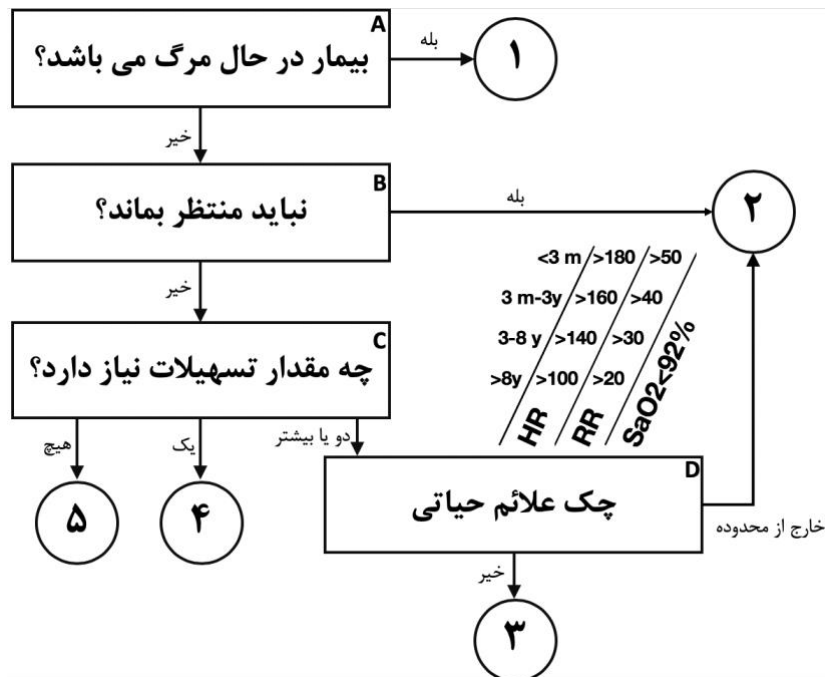 A
بیمار در حال مرگ می باشد؟
بله
۱
خیر
B
نباید منتظر بماند؟
بله
۲
خیر
<3 m >180 >50
3 m-3y >160 >40
3-8 y >140 >30
>8y >100 >20
HR RR SaO2<92%
C
چه مقدار تسهیلات نیاز دارد؟
هیچ
یک
دو یا بیشتر
۵
۴
D
چک علائم حیاتی
خارج از محدوده
خیر
۳